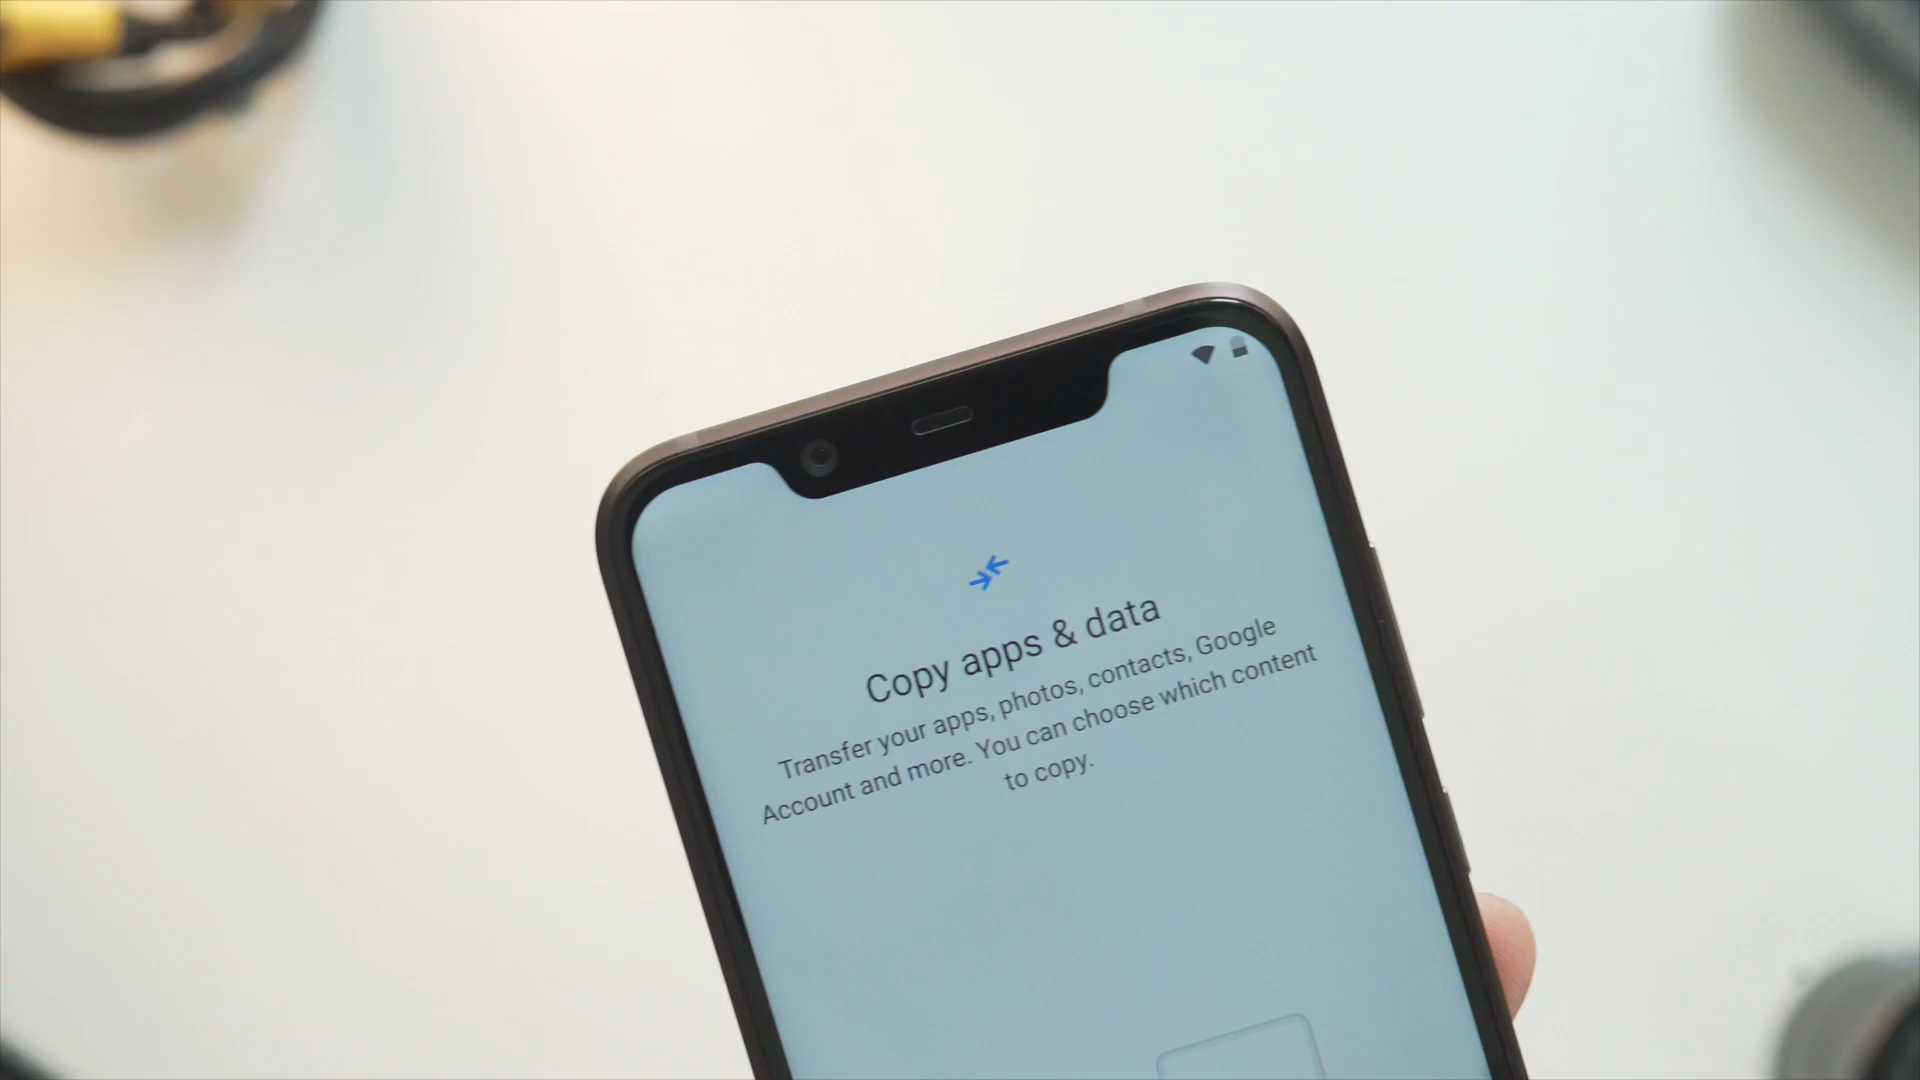 Copy apps & data
Transfer your apps, photos, contacts, Google
Account and more. You can choose which content
to copy.